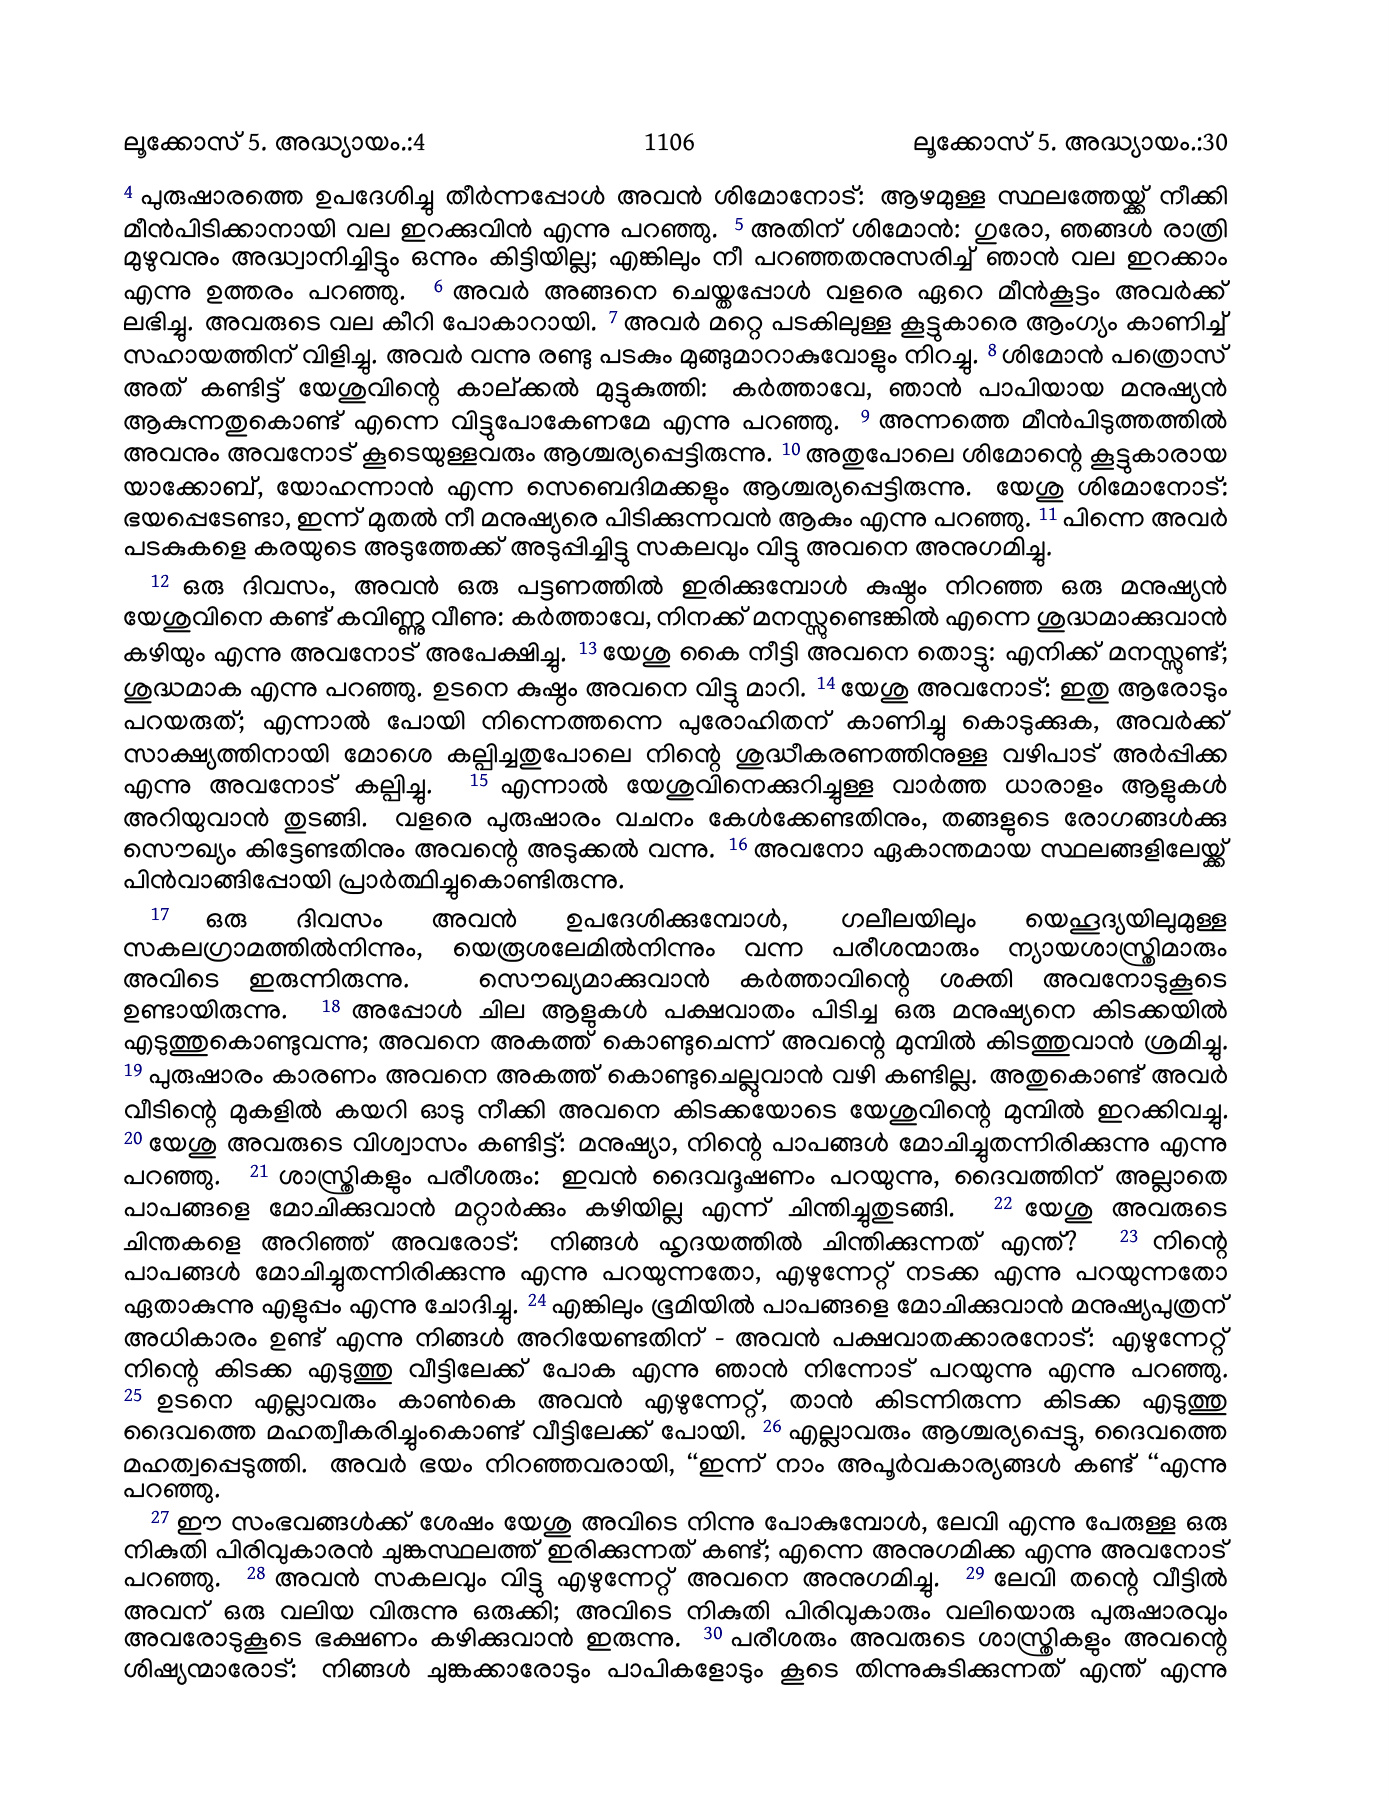 ലൂക്കോസ് 5. അദ്ധ്യായം.:4 1106 ലൂക്കോസ് 5. അദ്ധ്യായം.:30
4 പുരുഷാരത്തെ ഉപദേശിച്ചു തീർന്നപ്പോൾ അവൻ ശിമോനോട്: ആഴമുള്ള സ്ഥലത്തേയ്ക്ക് നീക്കി
മീൻപിടിക്കാനായി വല ഇറക്കുവിൻ എന്നു പറഞ്ഞു. 5 അതിന് ശിമോൻ: ഗുരോ, ഞങ്ങൾ രാത്രി
മുഴുവനും അദ്ധ്വാനിച്ചിട്ടും ഒന്നും കിട്ടിയില്ല; എങ്കിലും നീ പറഞ്ഞതനുസരിച്ച് ഞാൻ വല ഇറക്കാം
എന്നു ഉത്തരം പറഞ്ഞു. 6 അവർ അങ്ങനെ ചെയ്തപ്പോൾ വളരെ ഏറെ മീൻകൂട്ടം അവർക്ക്
ലഭിച്ചു. അവരുടെ വല കീറി പോകാറായി. 7 അവർ മറ്റെ പടകിലുള്ള കൂട്ടുകാരെ ആംഗ്യം കാണിച്ച്
സഹായത്തിന് വിളിച്ചു. അവർ വന്നു രണ്ടു പടകും മുങ്ങുമാറാകുവോളും നിറച്ചു. 8 ശിമോൻ പത്രൊസ്
അത് കണ്ടിട്ട് യേശുവിന്റെ കാല്ക്കൽ മുട്ടുകുത്തി: കർത്താവേ, ഞാൻ പാപിയായ മനുഷ്യൻ
ആകുന്നതുകൊണ്ട് എന്നെ വിട്ടുപോകേണമേ എന്നു പറഞ്ഞു. 9 അന്നത്തെ മീൻപിടുത്തത്തിൽ
അവനും അവനോട് കൂടെയുള്ളവരും ആശ്ചര്യപ്പെട്ടിരുന്നു. 10 അതുപോലെ ശിമോന്റെ കൂട്ടുകാരായ
യാക്കോബ്, യോഹന്നാൻ എന്ന സെബെദിമക്കളും ആശ്ചര്യപ്പെട്ടിരുന്നു. യേശു ശിമോനോട്:
ഭയപ്പെടേണ്ടാ, ഇന്ന് മുതൽ നീ മനുഷ്യരെ പിടിക്കുന്നവൻ ആകും എന്നു പറഞ്ഞു. 11 പിന്നെ അവർ
പടകുകളെ കരയുടെ അടുത്തേക്ക് അടുപ്പിച്ചിട്ടു സകലവും വിട്ടു അവനെ അനുഗമിച്ചു.
12 ഒരു ദിവസം, അവൻ ഒരു പട്ടണത്തിൽ ഇരിക്കുമ്പോൾ കുഷ്ഠം നിറഞ്ഞ ഒരു മനുഷ്യൻ
യേശുവിനെ കണ്ട് കവിണ്ണു വീണു: കർത്താവേ, നിനക്ക് മനസ്സുണ്ടെങ്കിൽ എന്നെ ശുദ്ധമാക്കുവാൻ
കഴിയും എന്നു അവനോട് അപേക്ഷിച്ചു. 13 യേശു കൈ നീട്ടി അവനെ തൊട്ടു: എനിക്ക് മനസ്സുണ്ട്;
ശുദ്ധമാക എന്നു പറഞ്ഞു. ഉടനെ കുഷ്ഠം അവനെ വിട്ടു മാറി. 14 യേശു അവനോട്: ഇതു ആരോടും
പറയരുത്; എന്നാൽ പോയി നിന്നെത്തന്നെ പുരോഹിതന് കാണിച്ചു കൊടുക്കുക, അവർക്ക്
സാക്ഷ്യത്തിനായി മോശെ കല്പിച്ചതുപോലെ നിന്റെ ശുദ്ധീകരണത്തിനുള്ള വഴിപാട് അർപ്പിക്ക
എന്നു അവനോട് കല്പിച്ചു. 15 എന്നാൽ യേശുവിനെക്കുറിച്ചുള്ള വാർത്ത ധാരാളം ആളുകൾ
അറിയുവാൻ തുടങ്ങി. വളരെ പുരുഷാരം വചനം കേൾക്കേണ്ടതിനും, തങ്ങളുടെ രോഗങ്ങൾക്കു
സൌഖ്യം കിട്ടേണ്ടതിനും അവന്റെ അടുക്കൽ വന്നു. 16 അവനോ ഏകാന്തമായ സ്ഥലങ്ങളിലേയ്ക്ക്
പിൻവാങ്ങിപ്പോയി പ്രാർത്ഥിച്ചുകൊണ്ടിരുന്നു.
17 ഒരു ദിവസം അവൻ ഉപദേശിക്കുമ്പോൾ, ഗലീലയിലും യെഹൂദ്യയിലുമുള്ള
സകലഗ്രാമത്തിൽനിന്നും, യെരൂശലേമിൽനിന്നും വന്ന പരീശന്മാരും ന്യായശാസ്ത്രിമാരും
അവിടെ ഇരുന്നിരുന്നു. സൌഖ്യമാക്കുവാൻ കർത്താവിന്റെ ശക്തി അവനോടുകൂടെ
ഉണ്ടായിരുന്നു. 18 അപ്പോൾ ചില ആളുകൾ പക്ഷവാതം പിടിച്ച ഒരു മനുഷ്യനെ കിടക്കയിൽ
എടുത്തുകൊണ്ടുവന്നു; അവനെ അകത്ത് കൊണ്ടുചെന്ന് അവന്റെ മുമ്പിൽ കിടത്തുവാൻ ശ്രമിച്ചു.
19 പുരുഷാരം കാരണം അവനെ അകത്ത് കൊണ്ടുചെല്ലുവാൻ വഴി കണ്ടില്ല. അതുകൊണ്ട് അവർ
വീടിന്റെ മുകളിൽ കയറി ഓടു നീക്കി അവനെ കിടക്കയോടെ യേശുവിന്റെ മുമ്പിൽ ഇറക്കിവച്ചു.
20 യേശു അവരുടെ വിശ്വാസം കണ്ടിട്ട്: മനുഷ്യാ, നിന്റെ പാപങ്ങൾ മോചിച്ചുതന്നിരിക്കുന്നു എന്നു
പറഞ്ഞു. 21 ശാസ്ത്രികളും പരീശരും: ഇവൻ ദൈവദൂഷണം പറയുന്നു, ദൈവത്തിന് അല്ലാതെ
പാപങ്ങളെ മോചിക്കുവാൻ മറ്റാർക്കും കഴിയില്ല എന്ന് ചിന്തിച്ചുതുടങ്ങി. 22 യേശു അവരുടെ
ചിന്തകളെ അറിഞ്ഞ് അവരോട്: നിങ്ങൾ ഹൃദയത്തിൽ ചിന്തിക്കുന്നത് എന്ത്? 23 നിന്റെ
പാപങ്ങൾ മോചിച്ചുതന്നിരിക്കുന്നു എന്നു പറയുന്നതോ, എഴുന്നേറ്റ് നടക്ക എന്നു പറയുന്നതോ
ഏതാകുന്നു എളുപ്പം എന്നു ചോദിച്ചു. 24 എങ്കിലും ഭൂമിയിൽ പാപങ്ങളെ മോചിക്കുവാൻ മനുഷ്യപുത്രന്
അധികാരം ഉണ്ട് എന്നു നിങ്ങൾ അറിയേണ്ടതിന് - അവൻ പക്ഷവാതക്കാരനോട്: എഴുന്നേറ്റ്
നിന്റെ കിടക്ക എടുത്തു വീട്ടിലേക്ക് പോക എന്നു ഞാൻ നിന്നോട് പറയുന്നു എന്നു പറഞ്ഞു.
25 ഉടനെ എല്ലാവരും കാൺകെ അവൻ എഴുന്നേറ്റ്, താൻ കിടന്നിരുന്ന കിടക്ക എടുത്തു
ദൈവത്തെ മഹത്വീകരിച്ചുംകൊണ്ട് വീട്ടിലേക്ക് പോയി. 26 എല്ലാവരും ആശ്ചര്യപ്പെട്ടു, ദൈവത്തെ
മഹത്വപ്പെടുത്തി. അവർ ഭയം നിറഞ്ഞവരായി, “ഇന്ന് നാം അപൂർവകാര്യങ്ങൾ കണ്ട് “എന്നു
പറഞ്ഞു.
27 ഈ സംഭവങ്ങൾക്ക് ശേഷം യേശു അവിടെ നിന്നു പോകുമ്പോൾ, ലേവി എന്നു പേരുള്ള ഒരു
നികുതി പിരിവുകാരൻ ചുങ്കസ്ഥലത്ത് ഇരിക്കുന്നത് കണ്ട്; എന്നെ അനുഗമിക്ക എന്നു അവനോട്
പറഞ്ഞു. 28 അവൻ സകലവും വിട്ടു എഴുന്നേറ്റ് അവനെ അനുഗമിച്ചു. 29 ലേവി തന്റെ വീട്ടിൽ
അവന് ഒരു വലിയ വിരുന്നു ഒരുക്കി; അവിടെ നികുതി പിരിവുകാരും വലിയൊരു പുരുഷാരവും
അവരോടുകൂടെ ഭക്ഷണം കഴിക്കുവാൻ ഇരുന്നു. 30 പരീശരും അവരുടെ ശാസ്ത്രികളും അവന്റെ
ശിഷ്യന്മാരോട്: നിങ്ങൾ ചുങ്കക്കാരോടും പാപികളോടും കൂടെ തിന്നുകുടിക്കുന്നത് എന്ത് എന്നു